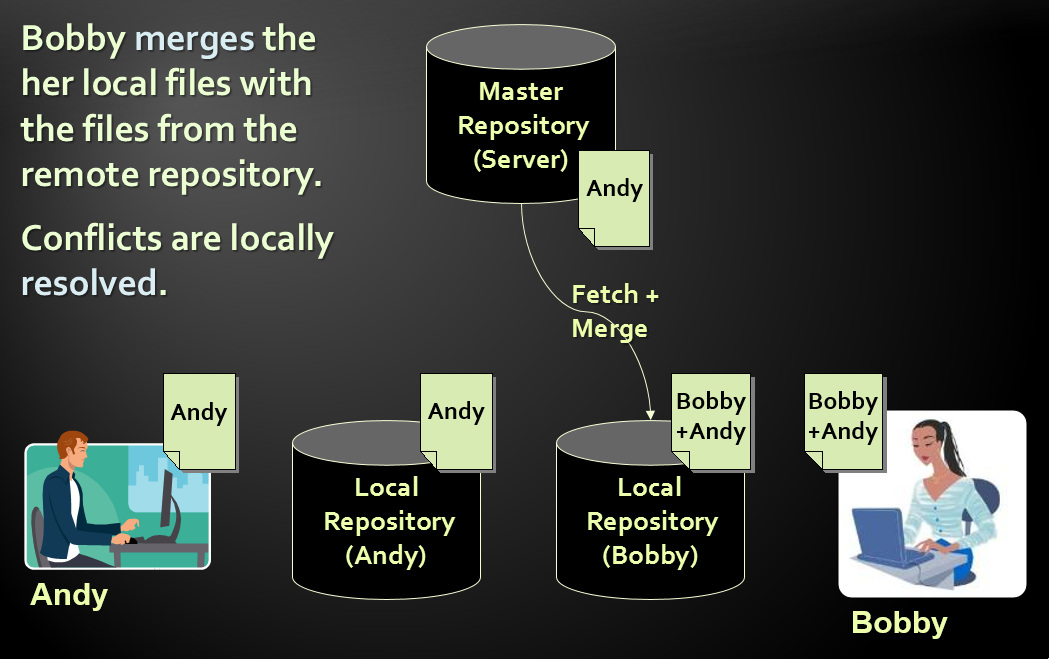 Bobby merges the
her local files with
the files from the
remote repository.
Conflicts are locally
resolved.
Master
Repository
(Server)
Andy
Fetch +
Merge
Andy
Andy
Bobby
+Andy
Bobby
+Andy
Local
Repository
(Andy)
Local
Repository
(Bobby)
Andy
Bobby